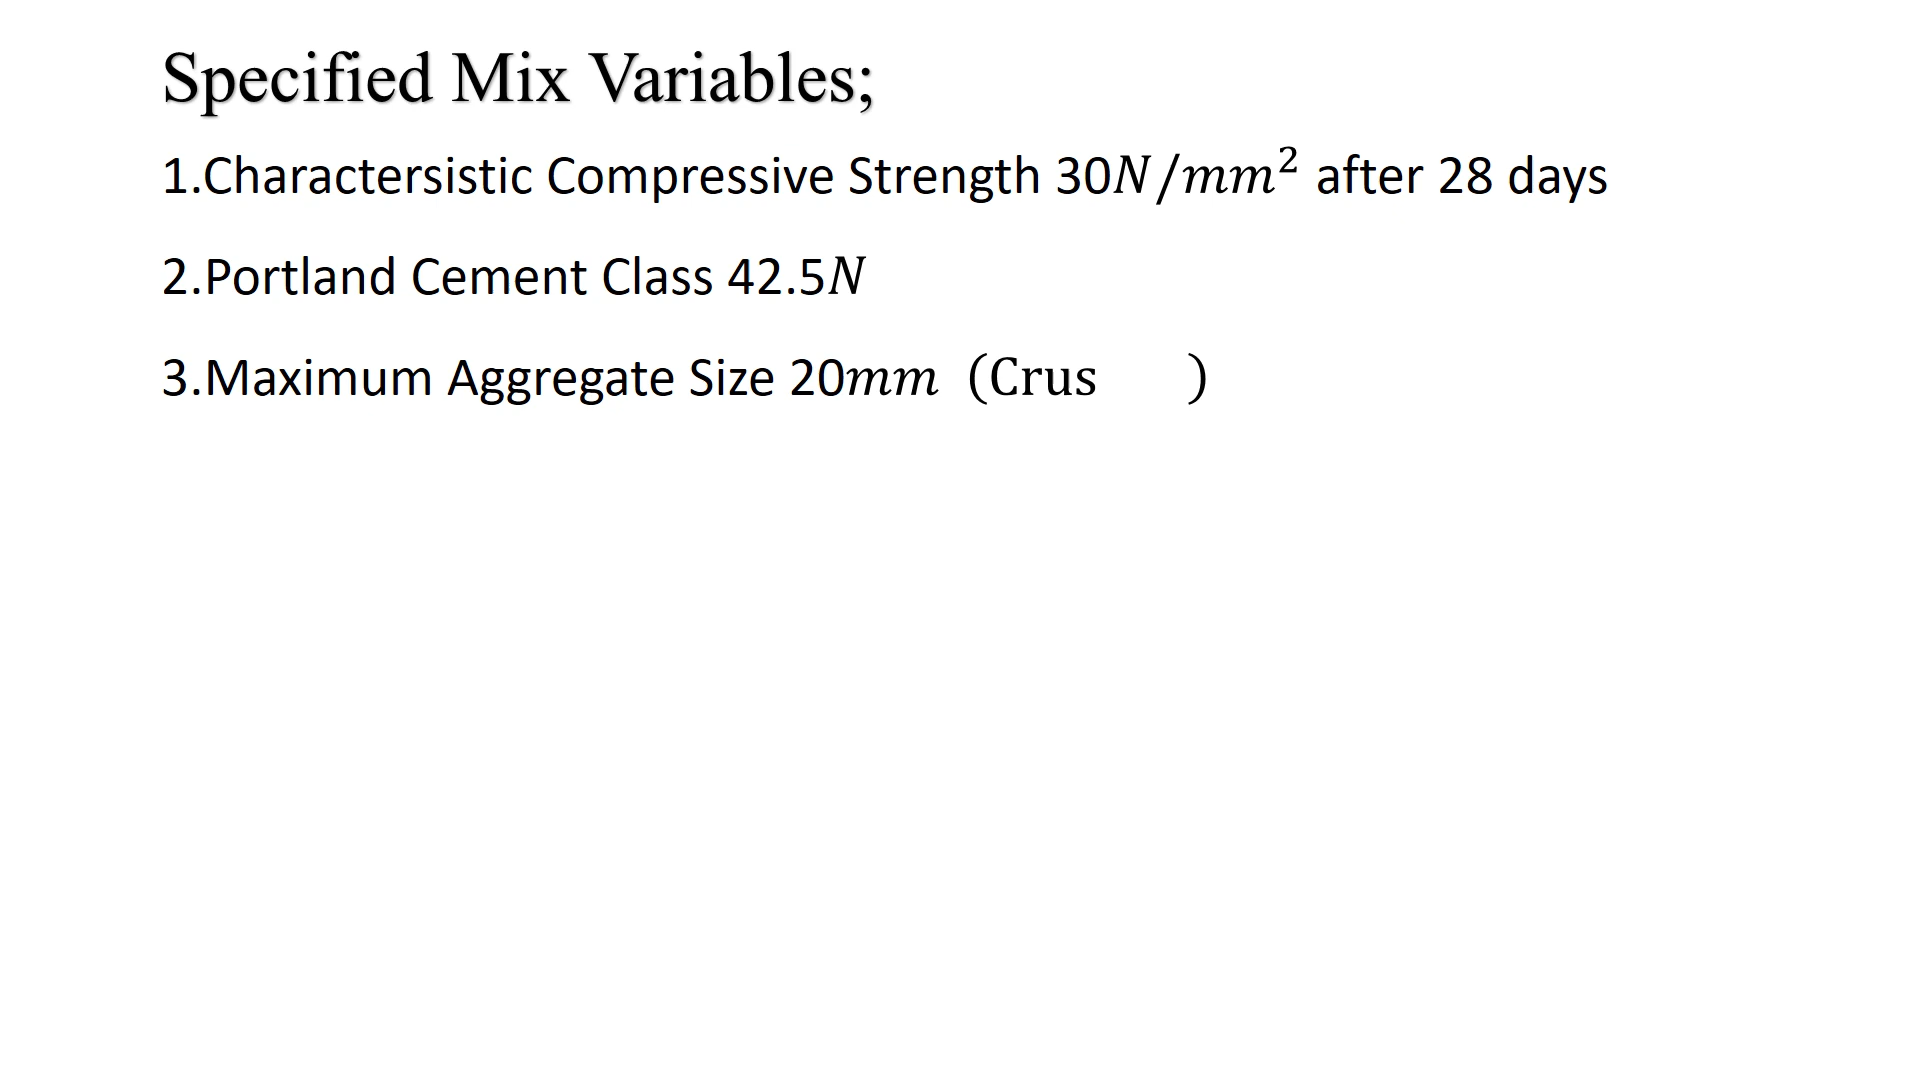 Specified Mix Variables;
1.Charactersistic Compressive Strength 30N/mm² after 28 days
2.Portland Cement Class 42.5N
3.Maximum Aggregate Size 20mm (Crus )